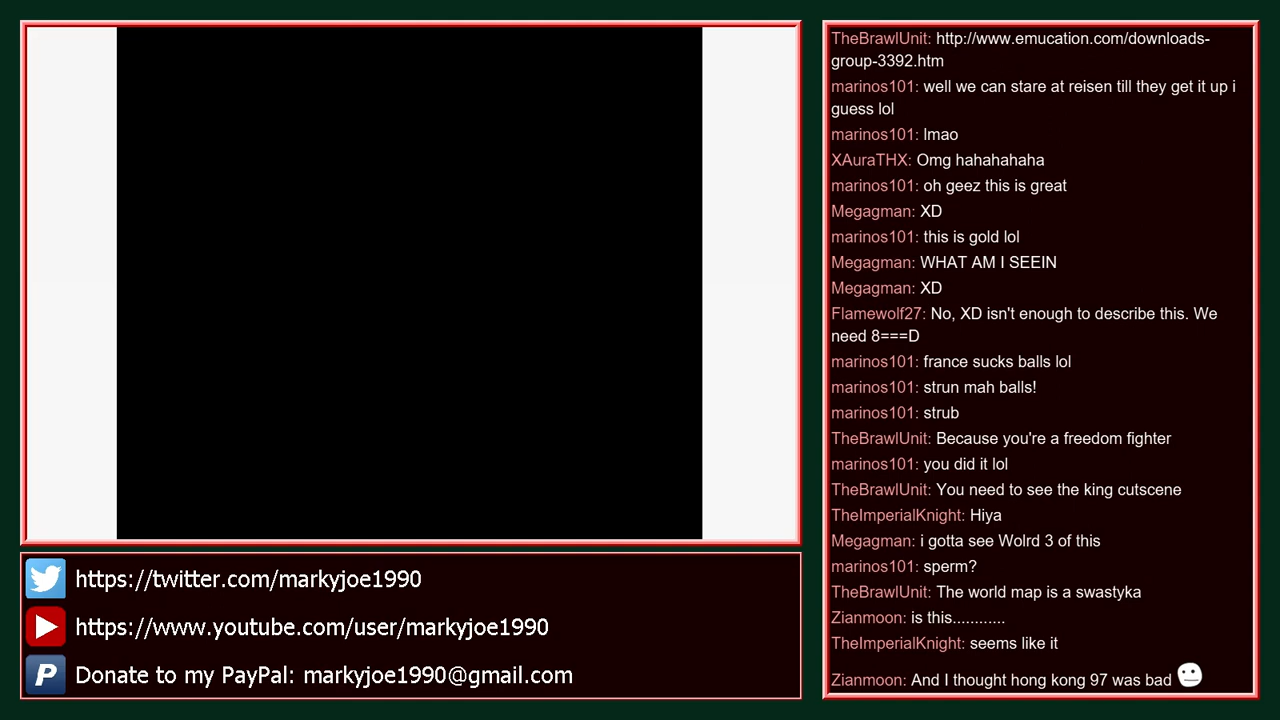 https://twitter.com/markyjoe1990
https://www.youtube.com/user/markyjoe1990
Donate to my PayPal: markyjoe1990@gmail.com
TheBrawlUnit: http://www.emucation.com/downloads-
group-3392.htm
marinos101: well we can stare at reisen till they get it up i
guess lol
marinos101: lmao
XAuraTHX: Omg hahahahaha
marinos101: oh geez this is great
Megagman: XD
marinos101: this is gold lol
Megagman: WHAT AM I SEEIN
Megagman: XD
Flamewolf27: No, XD isn't enough to describe this. We
need 8===D
marinos101: france sucks balls lol
marinos101: strun mah balls!
marinos101: strub
TheBrawlUnit: Because you're a freedom fighter
marinos101: you did it lol
TheBrawlUnit: You need to see the king cutscene
TheImperialKnight: Hiya
Megagman: i gotta see Wolrd 3 of this
marinos101: sperm?
TheBrawlUnit: The world map is a swastyka
Zianmoon: is this............
TheImperialKnight: seems like it
Zianmoon: And I thought hong kong 97 was bad